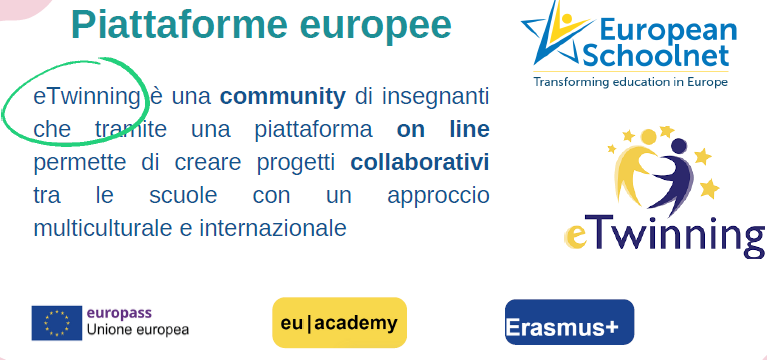 Piattaforme europee
European
Schoolnet
Transforming education in Europe
eTwinning è una community di insegnanti
che tramite una piattaforma on line
permette di creare progetti collaborativi
tra le scuole con un approccio
multiculturale e internazionale
eTwinning
europass
Unione europea
eu|academy
Erasmus+